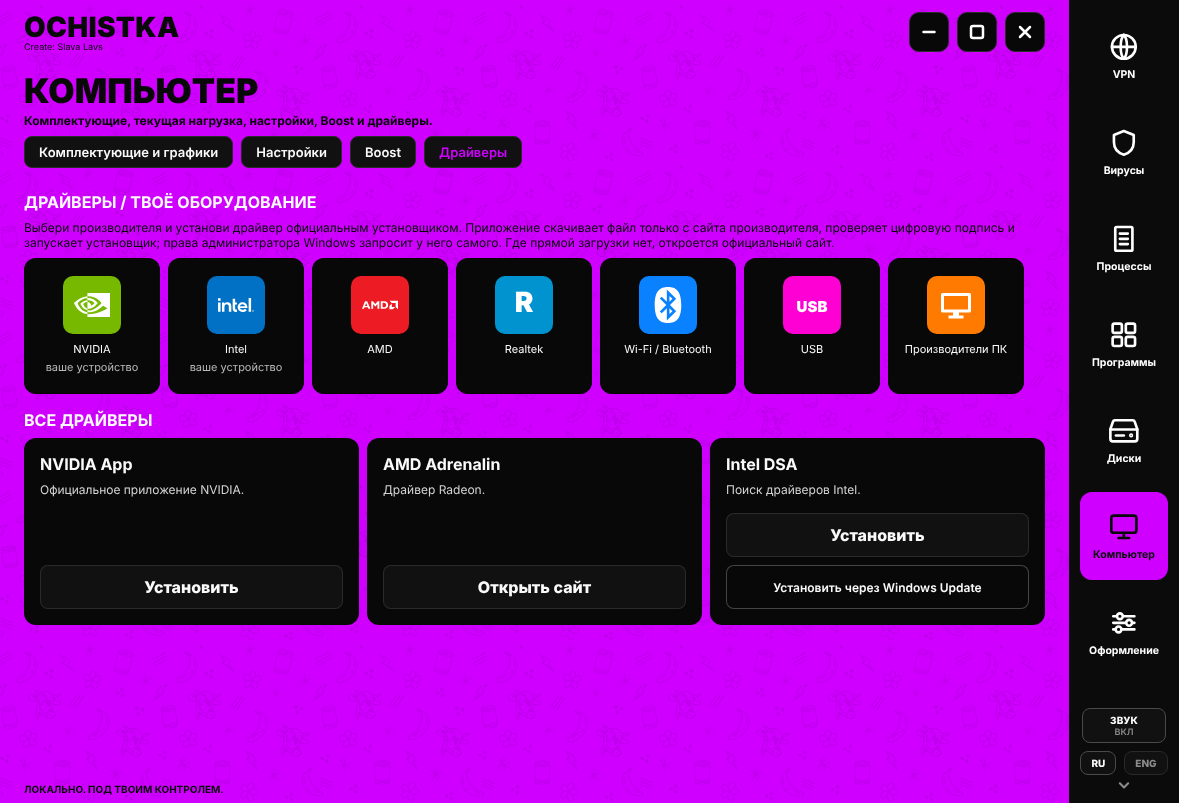 OCHISTKA
Create: Slava Lavs
КОМПЬЮТЕР
Комплектующие, текущая нагрузка, настройки, Boost и драйверы.
Комплектующие и графики
Настройки
Boost
Драйверы
ДРАЙВЕРЫ / ТВОЁ ОБОРУДОВАНИЕ
Выбери производителя и установи драйвер официальным установщиком. Приложение скачивает файл только с сайта производителя, проверяет цифровую подпись и
запускает установщик; права администратора Windows запросит у него самого. Где прямой загрузки нет, откроется официальный сайт.
NVIDIA
ваше устройство
intel.
Intel
ваше устройство
AMD
AMD
R
Realtek
Wi-Fi / Bluetooth
USB
USB
Производители ПК
ВСЕ ДРАЙВЕРЫ
NVIDIA App
Официальное приложение NVIDIA.
Установить
AMD Adrenalin
Драйвер Radeon.
Открыть сайт
Intel DSA
Поиск драйверов Intel.
Установить
Установить через Windows Update
ЛОКАЛЬНО. ПОД ТВОИМ КОНТРОЛЕМ.
VPN
Вирусы
Процессы
Программы
Диски
Компьютер
Оформление
ЗВУК
ВКЛ
RU
ENG